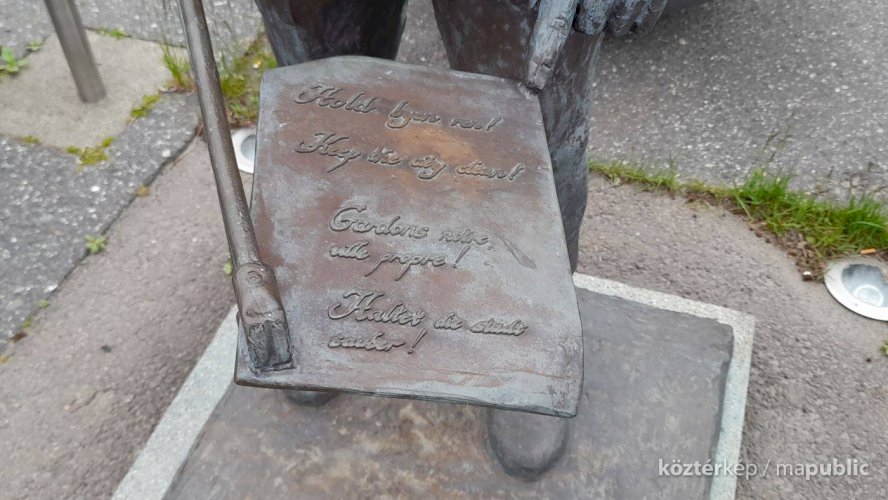 Hold byen ren!
Keep the city clean!
Gardons notre
ville propre!
Haltet die stadt
sauber!
köztérkép / mapublic